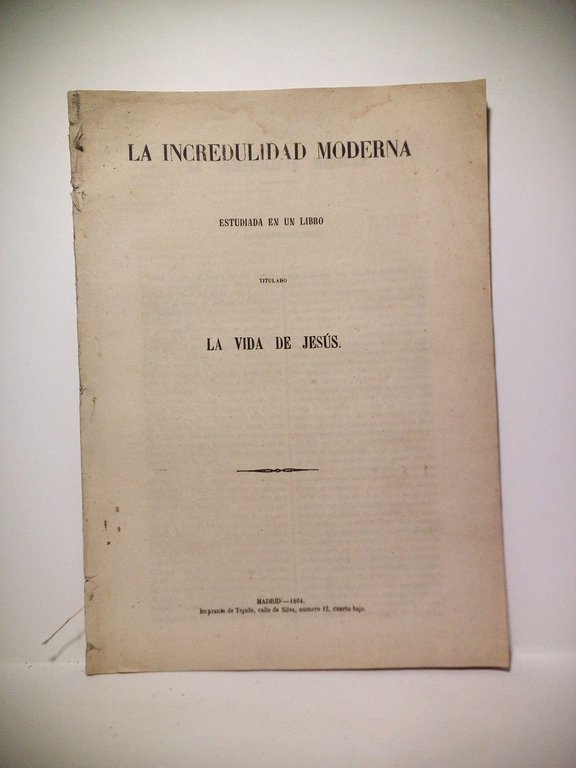 LA INCREDULIDAD MODERNA
ESTUDIADA EN UN LIBRO
TITULADO
LA VIDA DE JESÚS.
MADRID.—1864.
Imprenta de Tejado, calle de Silva, numero 12, cuarto bajo.